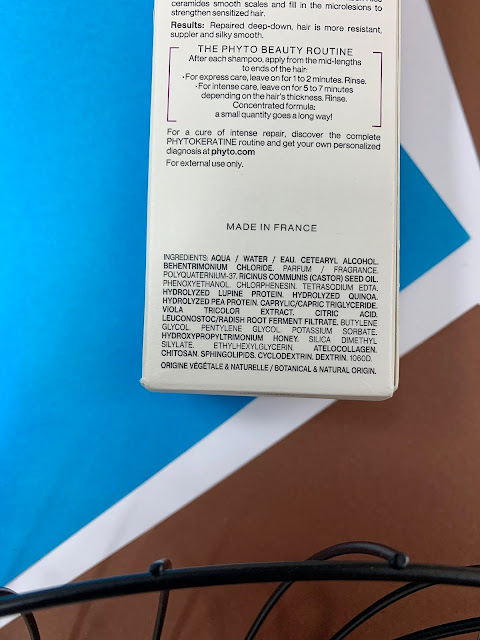 ceramides smooth scales and fill in the microlesions to
strengthen sensitized hair.
Results: Repaired deep-down, hair is more resistant,
suppler and silky smooth.
THE PHYTO BEAUTY ROUTINE
After each shampoo, apply from the mid-lengths
to ends of the hair:
•For express care, leave on for 1 to 2 minutes. Rinse.
•For intense care, leave on for 5 to 7 minutes
depending on the hair's thickness. Rinse.
Concentrated formula:
a small quantity goes a long way!
For a cure of intense repair, discover the complete
PHYTOKERATINE routine and get your own personalized
diagnosis at phyto.com
For external use only.
MADE IN FRANCE
INGREDIENTS: AQUA / WATER / EAU. CETEARYL ALCOHOL.
BEHENTRIMONIUM CHLORIDE. PARFUM / FRAGRANCE.
POLYQUATERNIUM-37. RICINUS COMMUNIS (CASTOR) SEED OIL.
PHENOXYETHANOL. CHLORPHENESIN. TETRASODIUM EDTA.
HYDROLYZED LUPINE PROTEIN. HYDROLYZED QUINOA.
HYDROLYZED PEA PROTEIN. CAPRYLIC/CAPRIC TRIGLYCERIDE.
VIOLA TRICOLOR EXTRACT. CITRIC ACID.
LEUCONOSTOC/RADISH ROOT FERMENT FILTRATE. BUTYLENE
GLYCOL. PENTYLENE GLYCOL. POTASSIUM SORBATE.
HYDROXYPROPYLTRIMONIUM HONEY. SILICA DIMETHYL
SILYLATE. ETHYLHEXYLGLYCERIN. ATELOCOLLAGEN.
CHITOSAN. SPHINGOLIPIDS. CYCLODEXTRIN. DEXTRIN. 1060D.
ORIGINE VÉGÉTALE & NATURELLE / BOTANICAL & NATURAL ORIGIN.